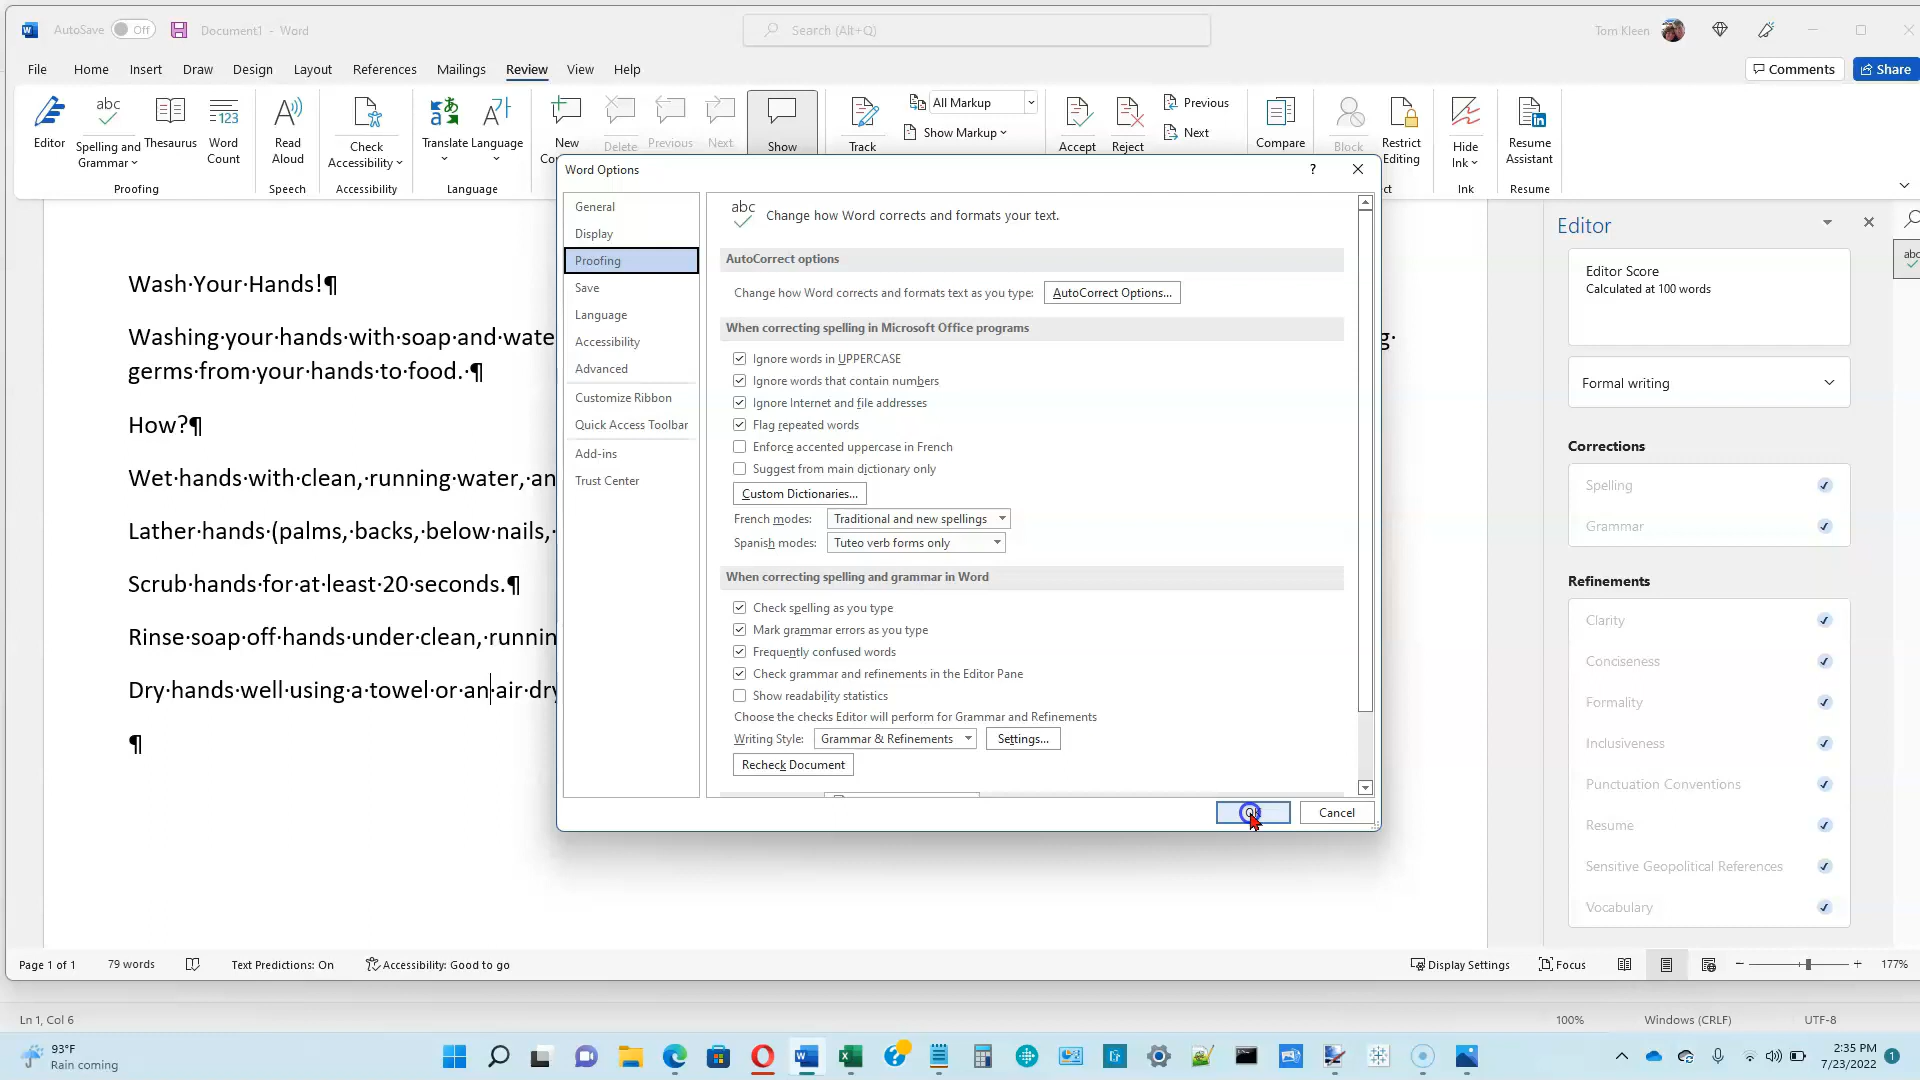 AutoSave Off Document1 - Word Search (Alt+Q) Tom Kleen
File Home Insert Draw Design Layout References Mailings Review View Help Comments Share
Editor Spelling and Grammar Thesaurus Word Count Read Aloud Check Accessibility Translate Language New Delete Previous Next Show Track All Markup Show Markup Accept Reject Previous Next Compare Block Restrict Editing Hide Ink Resume Assistant
Proofing Speech Accessibility Language Ink Resume
Word Options
General
Display
Proofing
Save
Language
Accessibility
Advanced
Customize Ribbon
Quick Access Toolbar
Add-ins
Trust Center
abc Change how Word corrects and formats your text.
AutoCorrect options
Change how Word corrects and formats text as you type: AutoCorrect Options...
When correcting spelling in Microsoft Office programs
Ignore words in UPPERCASE
Ignore words that contain numbers
Ignore Internet and file addresses
Flag repeated words
Enforce accented uppercase in French
Suggest from main dictionary only
Custom Dictionaries...
French modes: Traditional and new spellings
Spanish modes: Tuteo verb forms only
When correcting spelling and grammar in Word
Check spelling as you type
Mark grammar errors as you type
Frequently confused words
Check grammar and refinements in the Editor Pane
Show readability statistics
Choose the checks Editor will perform for Grammar and Refinements
Writing Style: Grammar & Refinements Settings...
Recheck Document
OK Cancel
Wash·Your·Hands!¶
Washing·your·hands·with·soap·and·wate
germs·from·your·hands·to·food.·¶
How?¶
Wet·hands·with·clean,·running·water,·an
Lather·hands·(palms,·backs,·below·nails,·
Scrub·hands·for·at·least·20·seconds.¶
Rinse·soap·off·hands·under·clean,·runnin
Dry·hands·well·using·a·towel·or·an·air·dry
¶
Editor
Editor Score
Calculated at 100 words
Formal writing
Corrections
Spelling
Grammar
Refinements
Clarity
Conciseness
Formality
Inclusiveness
Punctuation Conventions
Resume
Sensitive Geopolitical References
Vocabulary
Page 1 of 1 79 words Text Predictions: On Accessibility: Good to go Display Settings Focus 177%
Ln 1, Col 6 100% Windows (CRLF) UTF-8
93°F
Rain coming
2:35 PM
7/23/2022 1